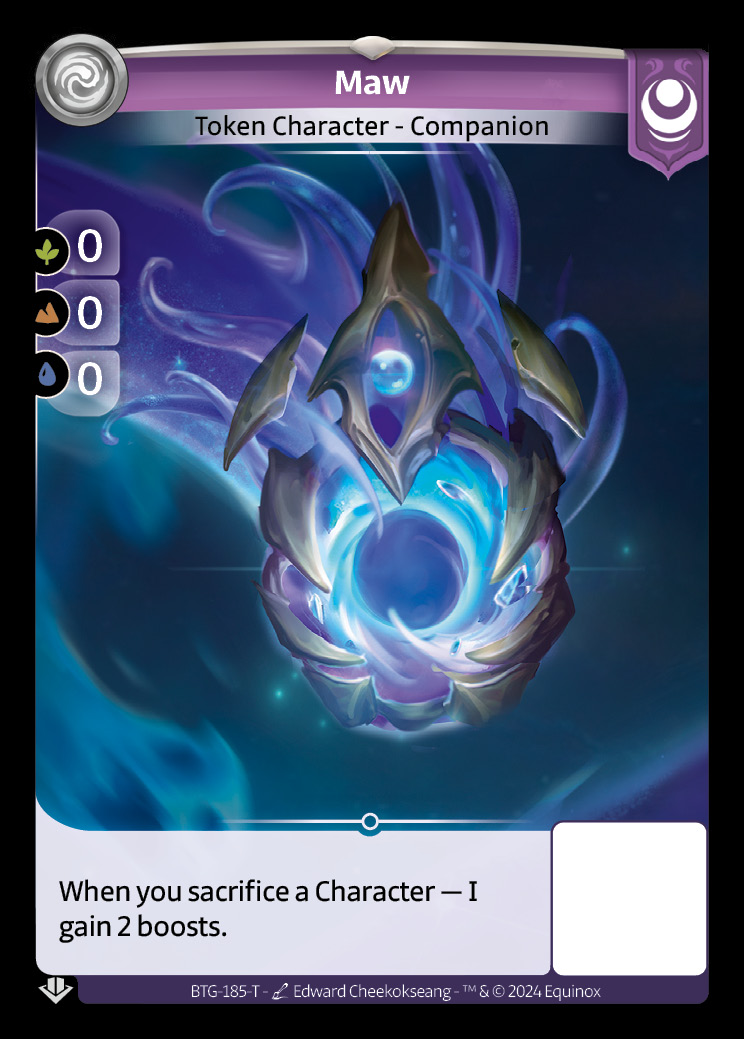 Maw
Token Character - Companion
0
0
0
When you sacrifice a Character — I
gain 2 boosts.
BTG-185-T - Edward Cheekokseang - ™ & © 2024 Equinox